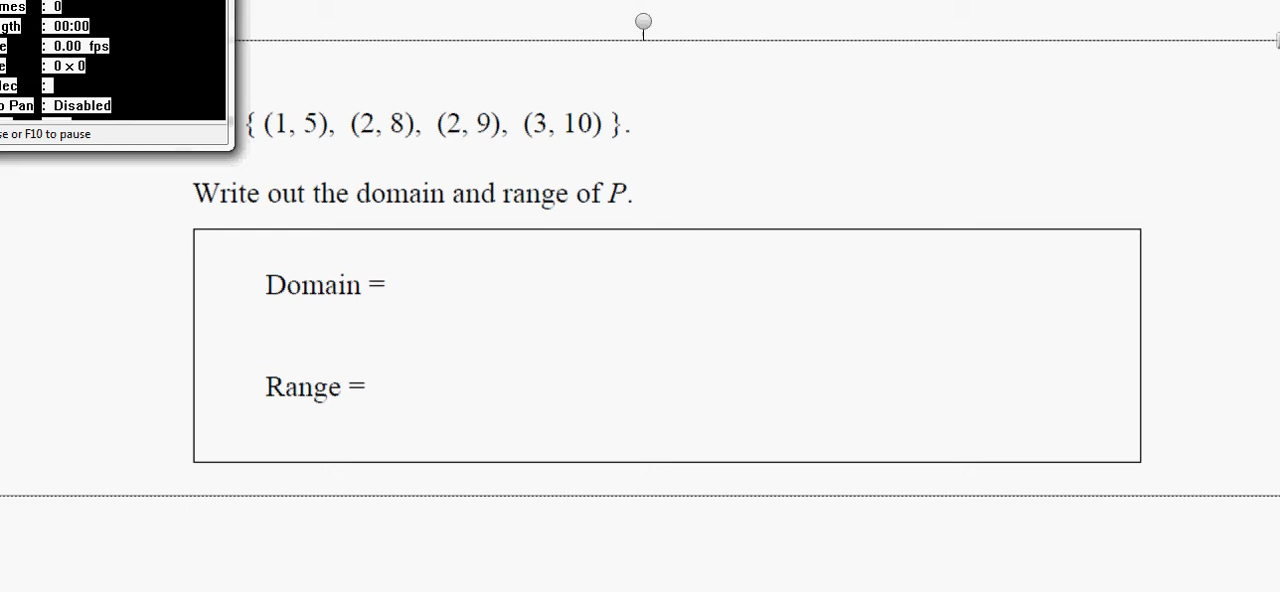 mes : 0
gth : 00:00
e : 0.00 fps
e : 0 x 0
lec :
o Pan : Disabled
se or F10 to pause
{ (1, 5), (2, 8), (2, 9), (3, 10) }.
Write out the domain and range of P.
Domain =
Range =